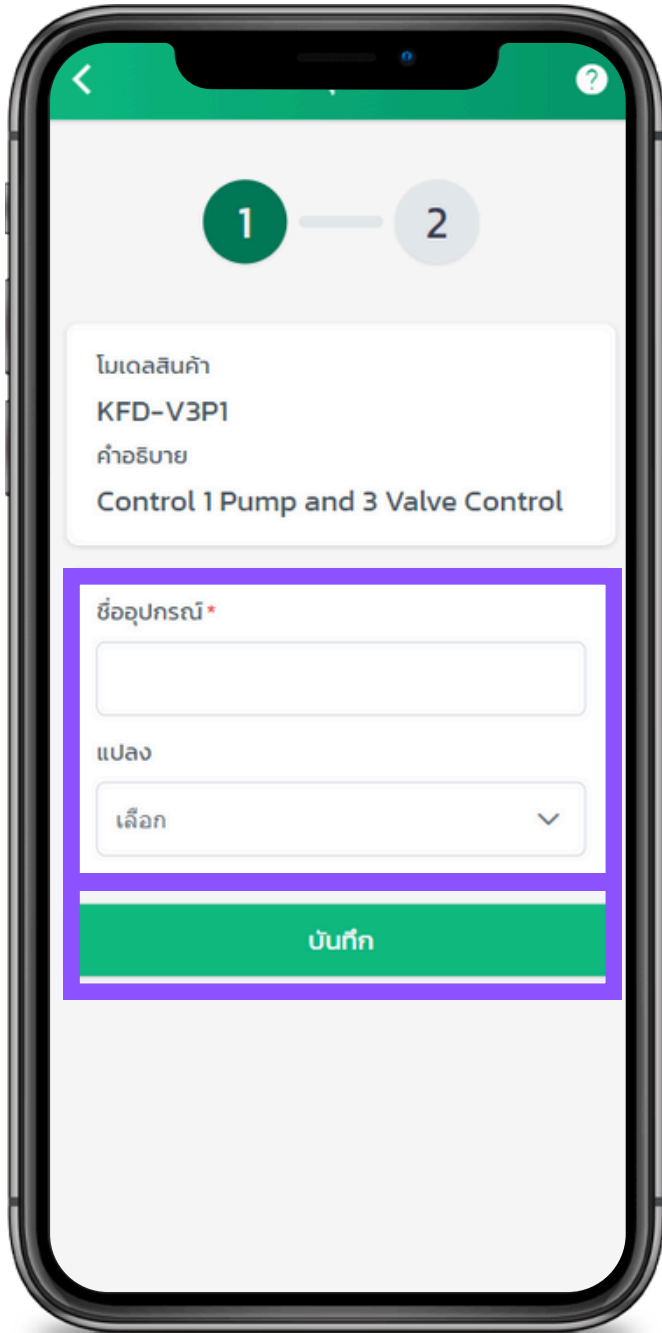 ?
1
2
โมเดลสินค้า
KFD-V3P1
คำอธิบาย
Control 1 Pump and 3 Valve Control
ชื่ออุปกรณ์ *
แปลง
เลือก
บันทึก